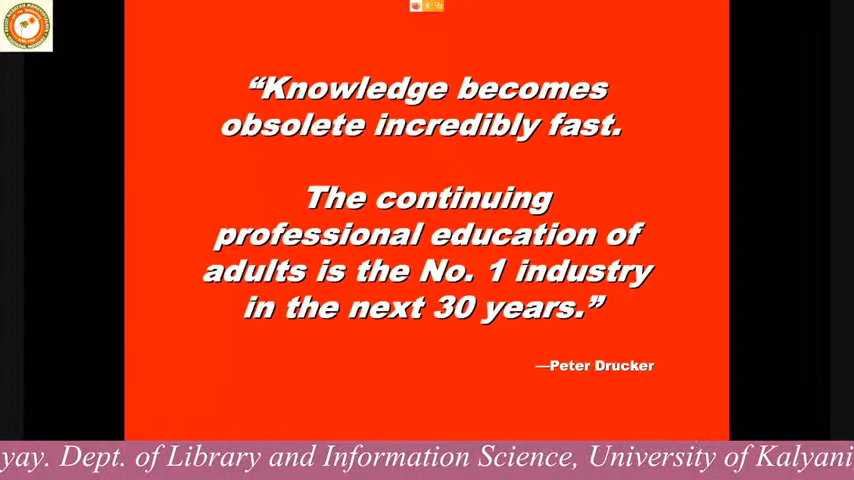 “Knowledge becomes
obsolete incredibly fast.
The continuing
professional education of
adults is the No. 1 industry
in the next 30 years.”
—Peter Drucker
yay. Dept. of Library and Information Science, University of Kalyani,